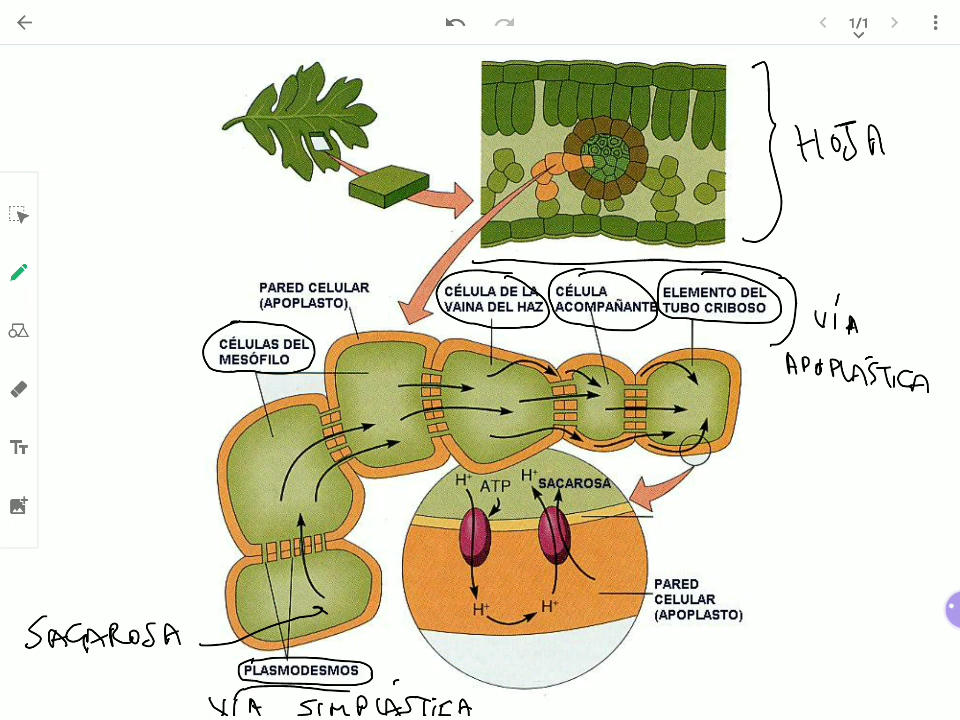 1/1
HOJA
PARED CELULAR
(APOPLASTO)
CÉLULA DE LA
VAINA DEL HAZ
CÉLULA
ACOMPAÑANTE
ELEMENTO DEL
TUBO CRIBOSO
VÍA
APOPLÁSTICA
CÉLULAS DEL
MESÓFILO
H+
ATP
H+
SACAROSA
H+
H+
PARED
CELULAR
(APOPLASTO)
SACAROSA
PLASMODESMOS
VÍA SIMPLÁSTICA
Tт